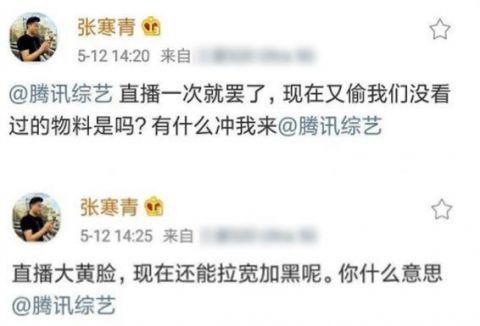 张寒青
5-12 14:20 来自
@腾讯综艺 直播一次就罢了，现在又偷我们没看
过的物料是吗？有什么冲我来@腾讯综艺
张寒青
5-12 14:25 来自
直播大黄脸，现在还能拉宽加黑呢。你什么意思
@腾讯综艺